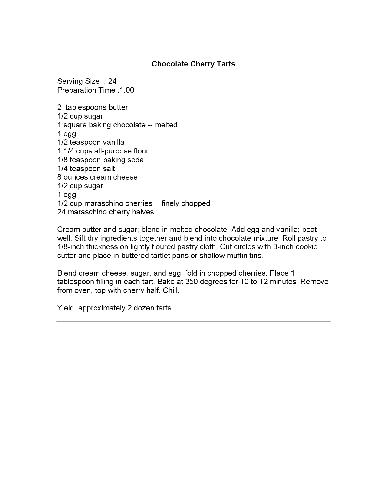 Chocolate Cherry Tarts
Serving Size : 24
Preparation Time :1:00
2 tablespoons butter
1/2 cup sugar
1 square baking chocolate -- melted
1 egg
1/2 teaspoon vanilla
1 1/4 cups all-purpose flour
1/8 teaspoon baking soda
1/4 teaspoon salt
ounces cream cheese
1/2 cup sugar
1 egg
1/2 cup maraschino cherries -- finely chopped
24 maraschino cherry halves
Cream butter and sugar; blend in melted chocolate. Add egg and vanilla; beat
well. Sift dry ingredients together and blend into chocolate mixture. Roll pastry to
1/8-inch thickness on lightly floured pastry cloth. Cut circles with 3-inch cookie
cutter and place in buttered tartlet pans or shallow muffin tins.
Blend cream cheese, sugar, and egg; fold in chopped cherries. Place 1
tablespoon filling in each tart. Bake at 350 degrees for 10 to 12 minutes. Remove
from oven; top with cherry half. Chill.
Yield: approximately 2 dozen tarts